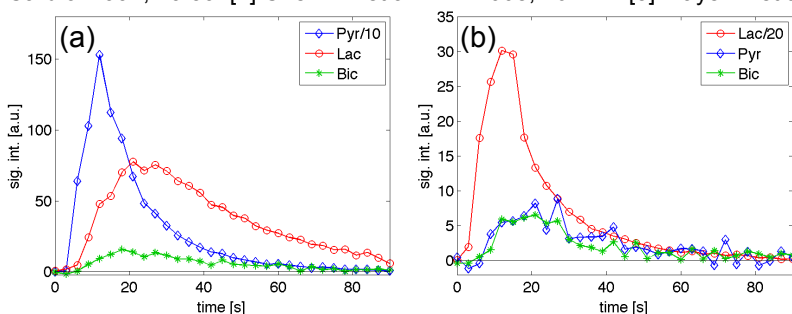 (a)
Pyr/10
Lac
Bic
sig. int. [a.u.]
150
100
50
0
0 20 40 60 80
time [s]
(b)
Lac/20
Pyr
Bic
sig. int. [a.u.]
35
30
25
20
15
10
5
0
0 20 40 60 80
time [s]